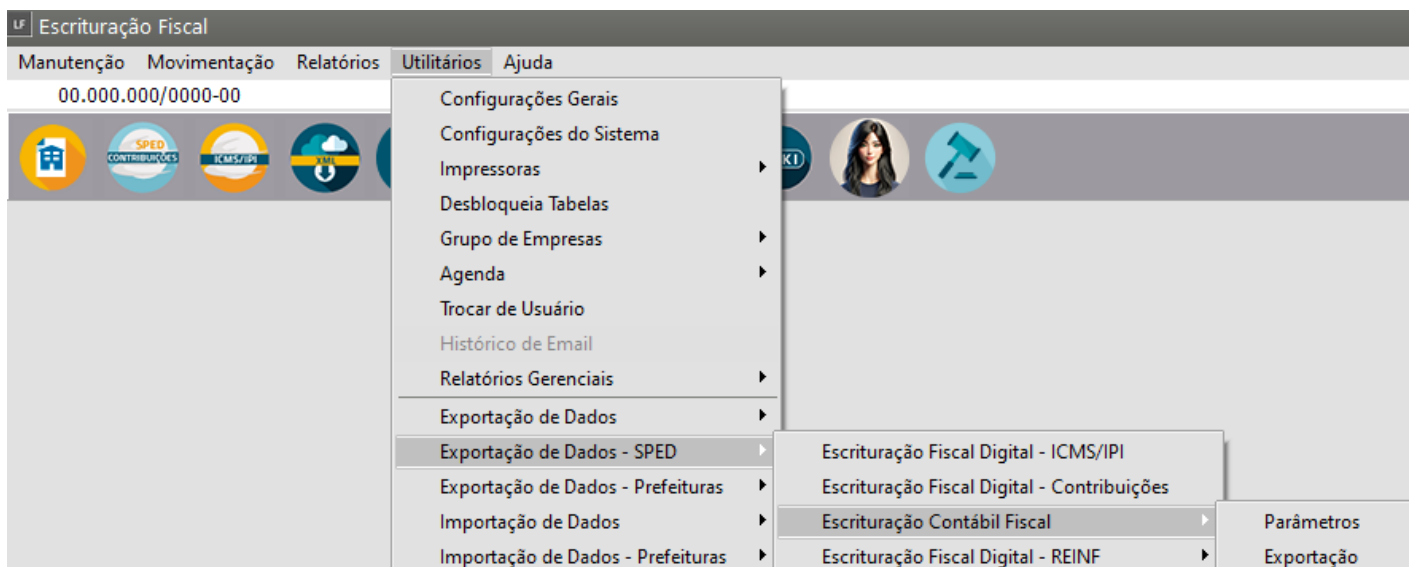 LF Escrituração Fiscal
Manutenção Movimentação Relatórios Utilitários Ajuda
00.000.000/0000-00
SPED CONTRIBUIÇÕES
ICMS/IPI
XML
Configurações Gerais
Configurações do Sistema
Impressoras
Desbloqueia Tabelas
Grupo de Empresas
Agenda
Trocar de Usuário
Histórico de Email
Relatórios Gerenciais
Exportação de Dados
Exportação de Dados - SPED
Exportação de Dados - Prefeituras
Importação de Dados
Importação de Dados - Prefeituras
Escrituração Fiscal Digital - ICMS/IPI
Escrituração Fiscal Digital - Contribuições
Escrituração Contábil Fiscal
Escrituração Fiscal Digital - REINF
Parâmetros
Exportação